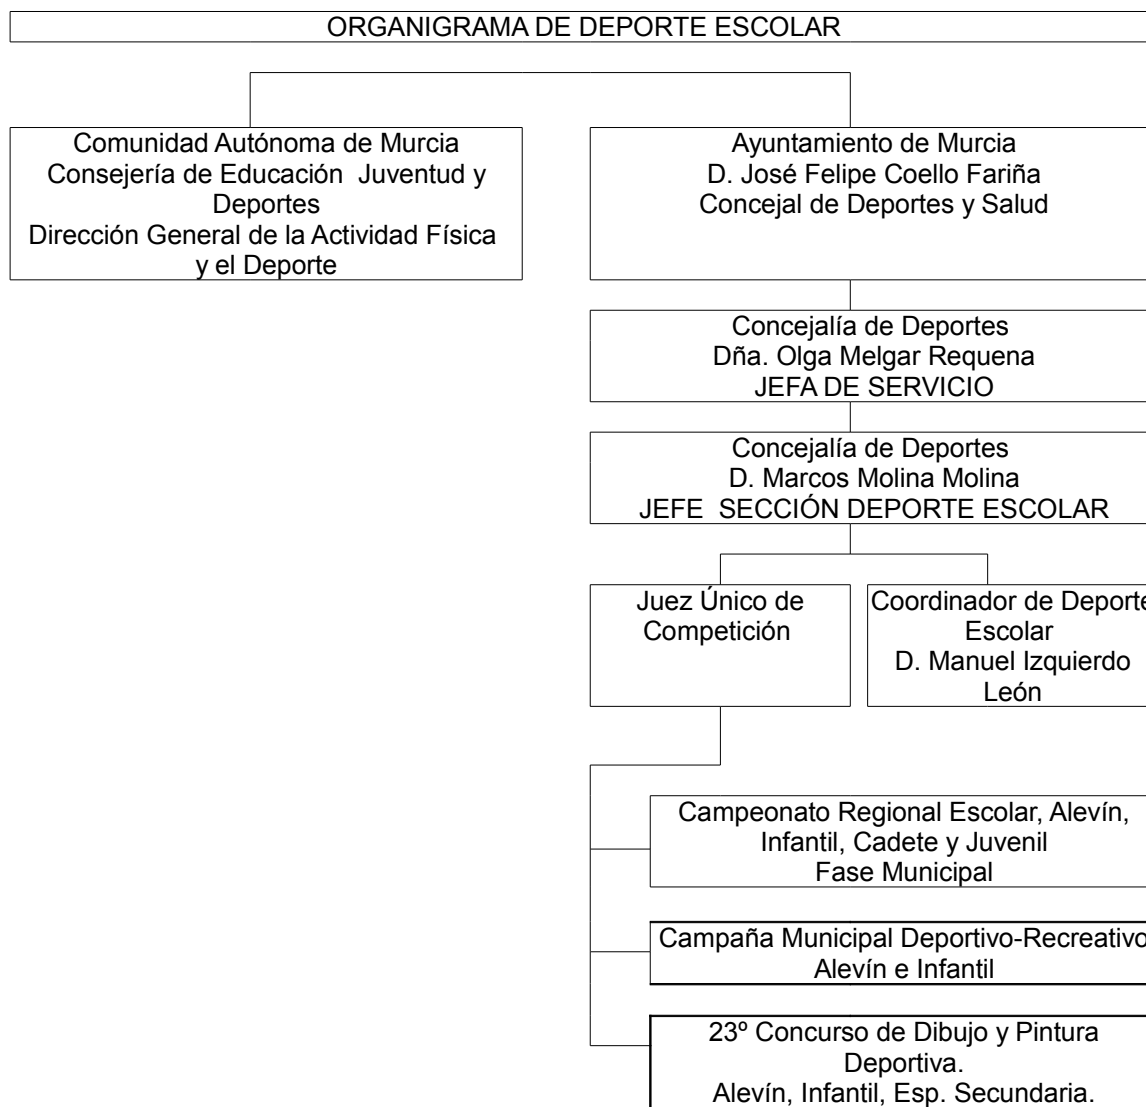 ORGANIGRAMA DE DEPORTE ESCOLAR
Comunidad Autónoma de Murcia
Consejería de Educación Juventud y
Deportes
Dirección General de la Actividad Física
y el Deporte
Ayuntamiento de Murcia
D. José Felipe Coello Fariña
Concejal de Deportes y Salud
Concejalía de Deportes
Dña. Olga Melgar Requena
JEFA DE SERVICIO
Concejalía de Deportes
D. Marcos Molina Molina
JEFE SECCIÓN DEPORTE ESCOLAR
Juez Único de
Competición
Coordinador de Deporte
Escolar
D. Manuel Izquierdo
León
Campeonato Regional Escolar, Alevín,
Infantil, Cadete y Juvenil
Fase Municipal
Campaña Municipal Deportivo-Recreativo
Alevín e Infantil
23º Concurso de Dibujo y Pintura
Deportiva.
Alevín, Infantil, Esp. Secundaria.